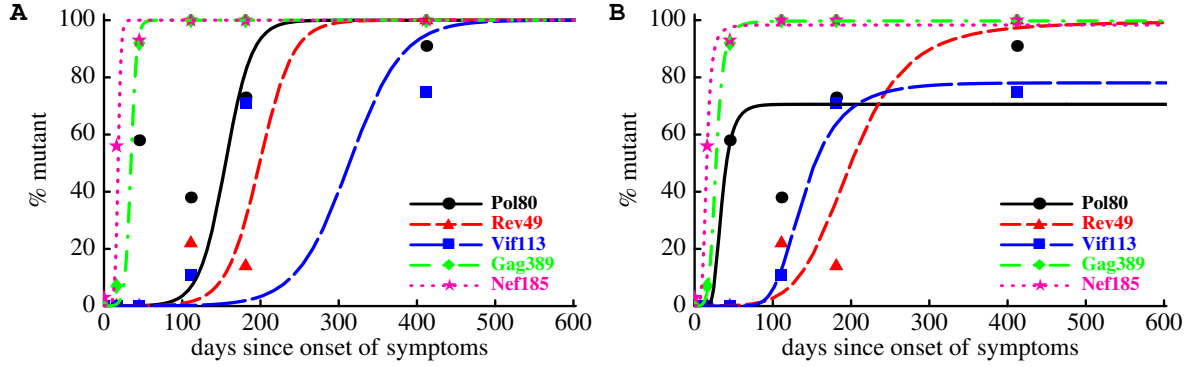 A
% mutant
100
80
60
40
20
0
Pol80
Rev49
Vif113
Gag389
Nef185
0 100 200 300 400 500 600
days since onset of symptoms
B
% mutant
100
80
60
40
20
0
Pol80
Rev49
Vif113
Gag389
Nef185
0 100 200 300 400 500 600
days since onset of symptoms